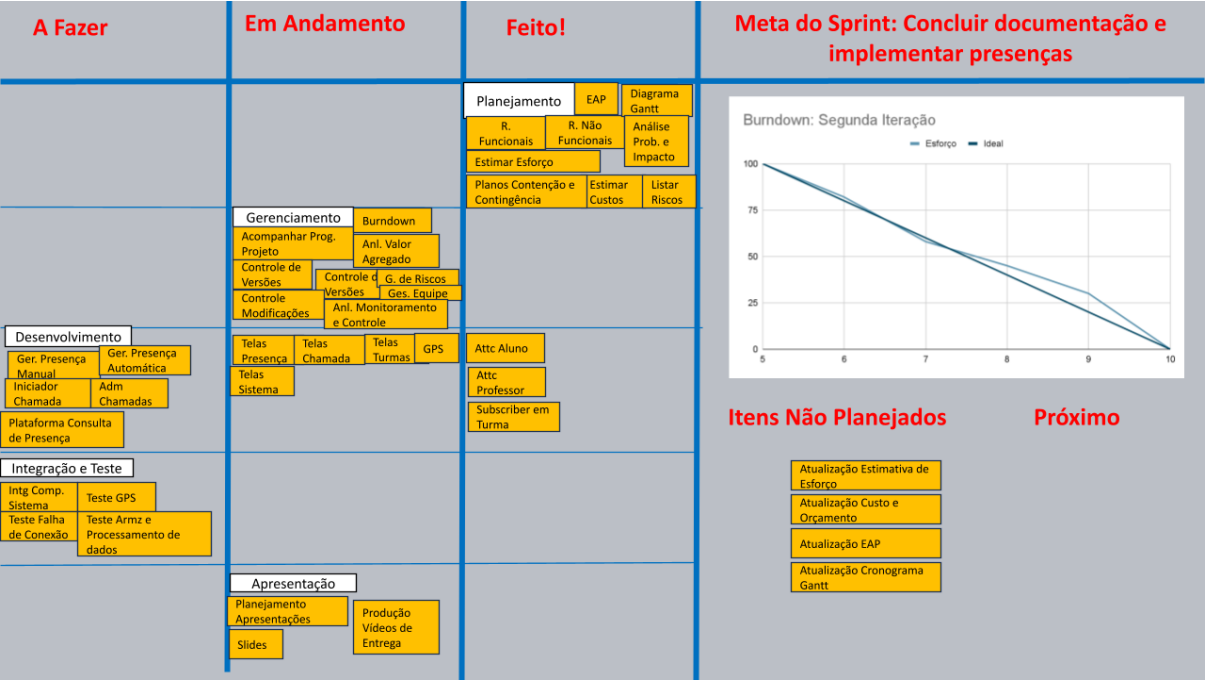 A Fazer
Em Andamento
Feito!
Meta do Sprint: Concluir documentação e
implementar presenças
Planejamento
EAP
Diagrama
Gantt
R.
Funcionais
R. Não
Funcionais
Análise
Prob. e
Impacto
Estimar Esforço
Planos Contenção e
Contingência
Estimar
Custos
Listar
Riscos
Burndown: Segunda Iteração
Esforço
Ideal
100
75
50
25
0
5
6
7
8
9
10
Gerenciamento
Burndown
Acompanhar Prog.
Projeto
Anl. Valor
Agregado
Controle de
Versões
Controle d
Versões
G. de Riscos
Ges. Equipe
Controle
Modificações
Anl. Monitoramento
e Controle
Desenvolvimento
Ger. Presença
Manual
Ger. Presença
Automática
Iniciador
Chamada
Adm
Chamadas
Plataforma Consulta
de Presença
Telas
Presença
Telas
Chamada
Telas
Turmas
GPS
Telas
Sistema
Attc Aluno
Attc
Professor
Subscriber em
Turma
Itens Não Planejados
Próximo
Atualização Estimativa de
Esforço
Atualização Custo e
Orçamento
Atualização EAP
Atualização Cronograma
Gantt
Integração e Teste
Intg Comp.
Sistema
Teste GPS
Teste Falha
de Conexão
Teste Armz e
Processamento de
dados
Apresentação
Planejamento
Apresentações
Produção
Vídeos de
Entrega
Slides